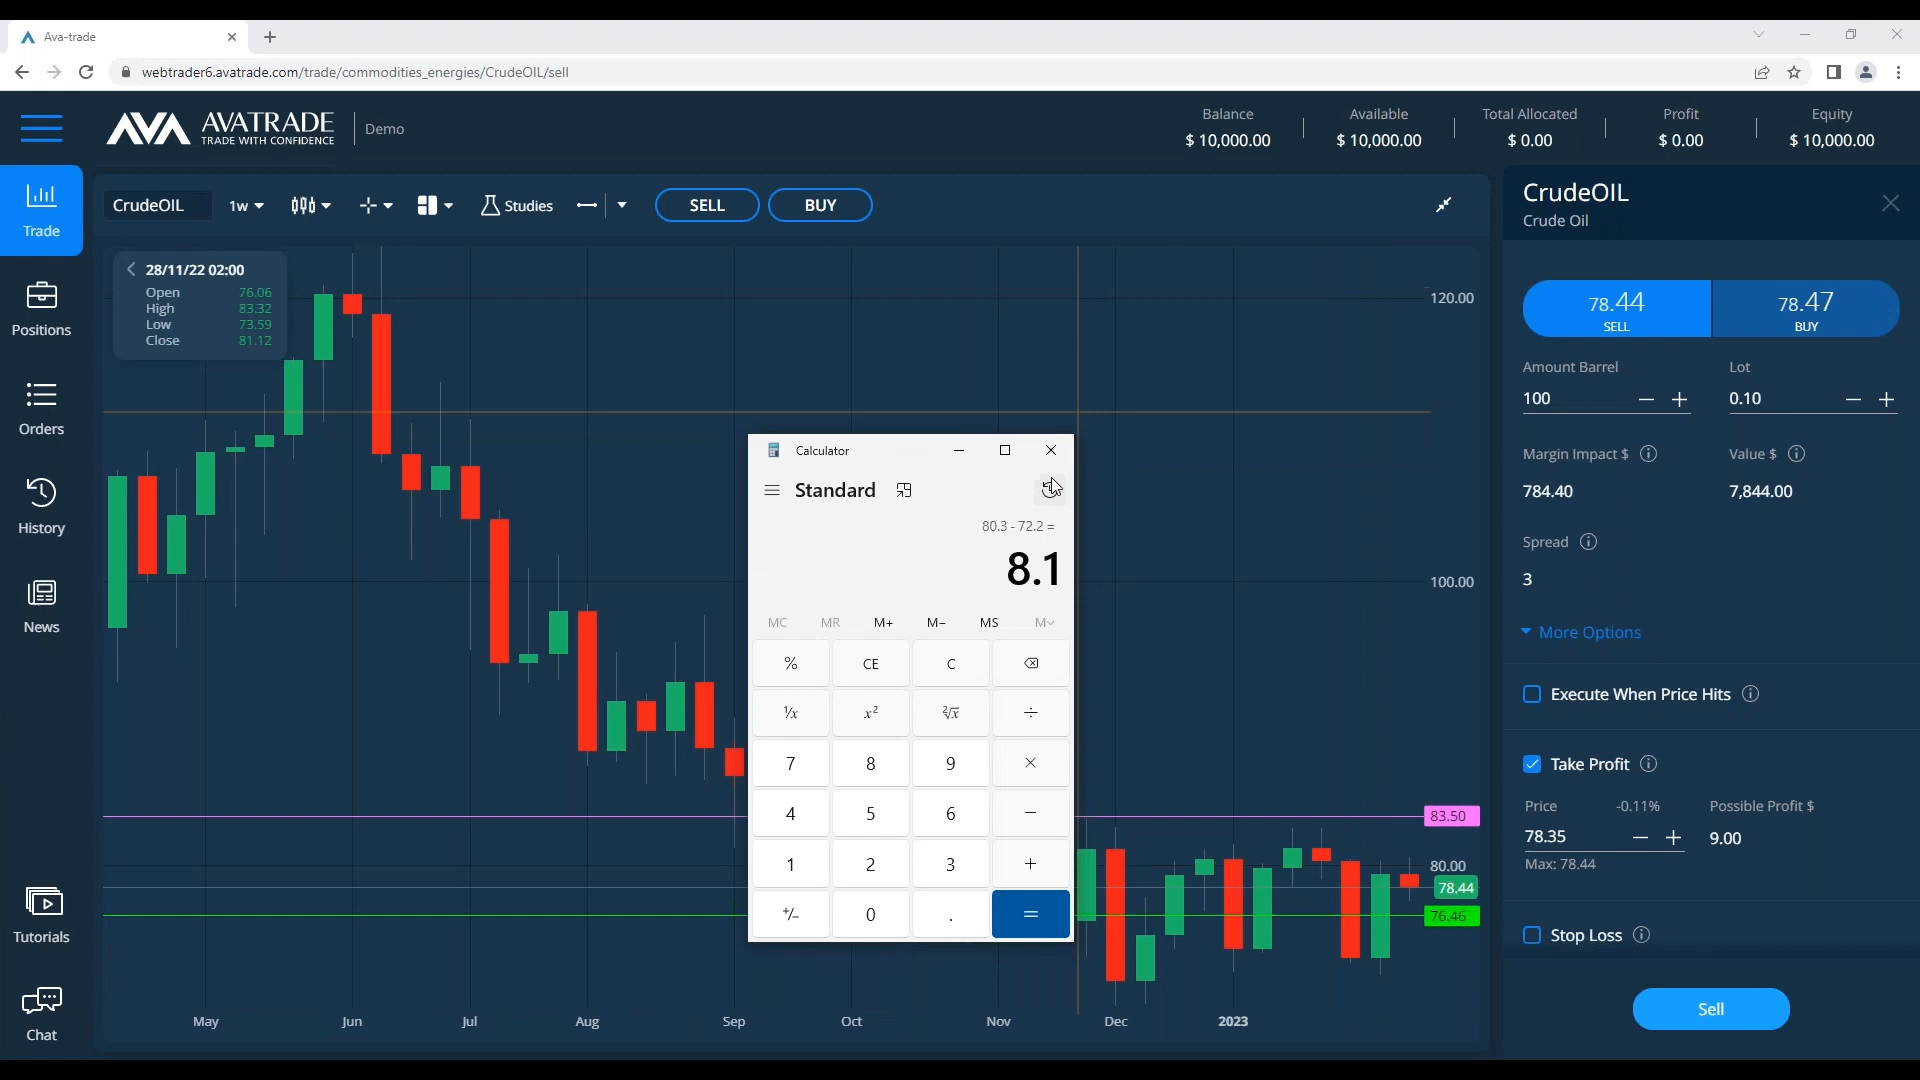 Ava-trade
webtrader6.avatrade.com/trade/commodities_energies/CrudeOIL/sell
AVA AVATRADE
TRADE WITH CONFIDENCE
Demo
Balance
$ 10,000.00
Available
$ 10,000.00
Total Allocated
$ 0.00
Profit
$ 0.00
Equity
$ 10,000.00
Trade
Positions
Orders
History
News
Tutorials
Chat
CrudeOIL 1w Studies SELL BUY
28/11/22 02:00
Open 76.06
High 83.32
Low 73.59
Close 81.12
120.00
100.00
83.50
80.00
78.44
76.46
May Jun Jul Aug Sep Oct Nov Dec 2023
Calculator
Standard
80.3 - 72.2 =
8.1
MC MR M+ M- MS M
% CE C
⅟x x² ²√x ÷
7 8 9 ×
4 5 6 −
1 2 3 +
+/− 0 . =
CrudeOIL
Crude Oil
78.44
SELL
78.47
BUY
Amount Barrel
100
Lot
0.10
Margin Impact $
784.40
Value $
7,844.00
Spread
3
More Options
Execute When Price Hits
Take Profit
Price -0.11% Possible Profit $
78.35 9.00
Max: 78.44
Stop Loss
Sell